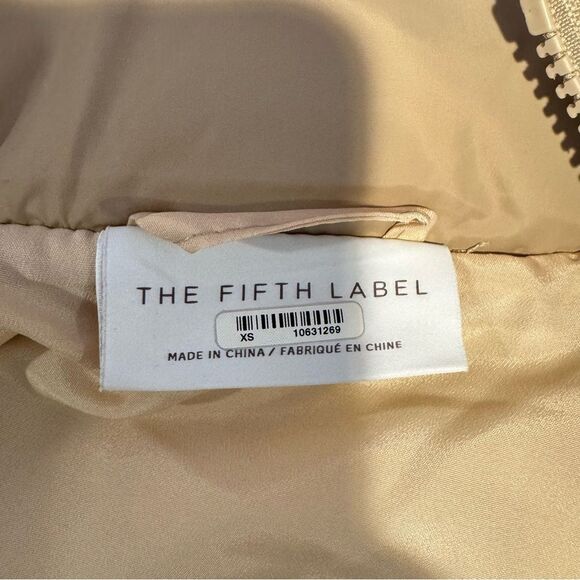 THE FIFTH LABEL
XS 10631269
MADE IN CHINA / FABRIQUÉ EN CHINE